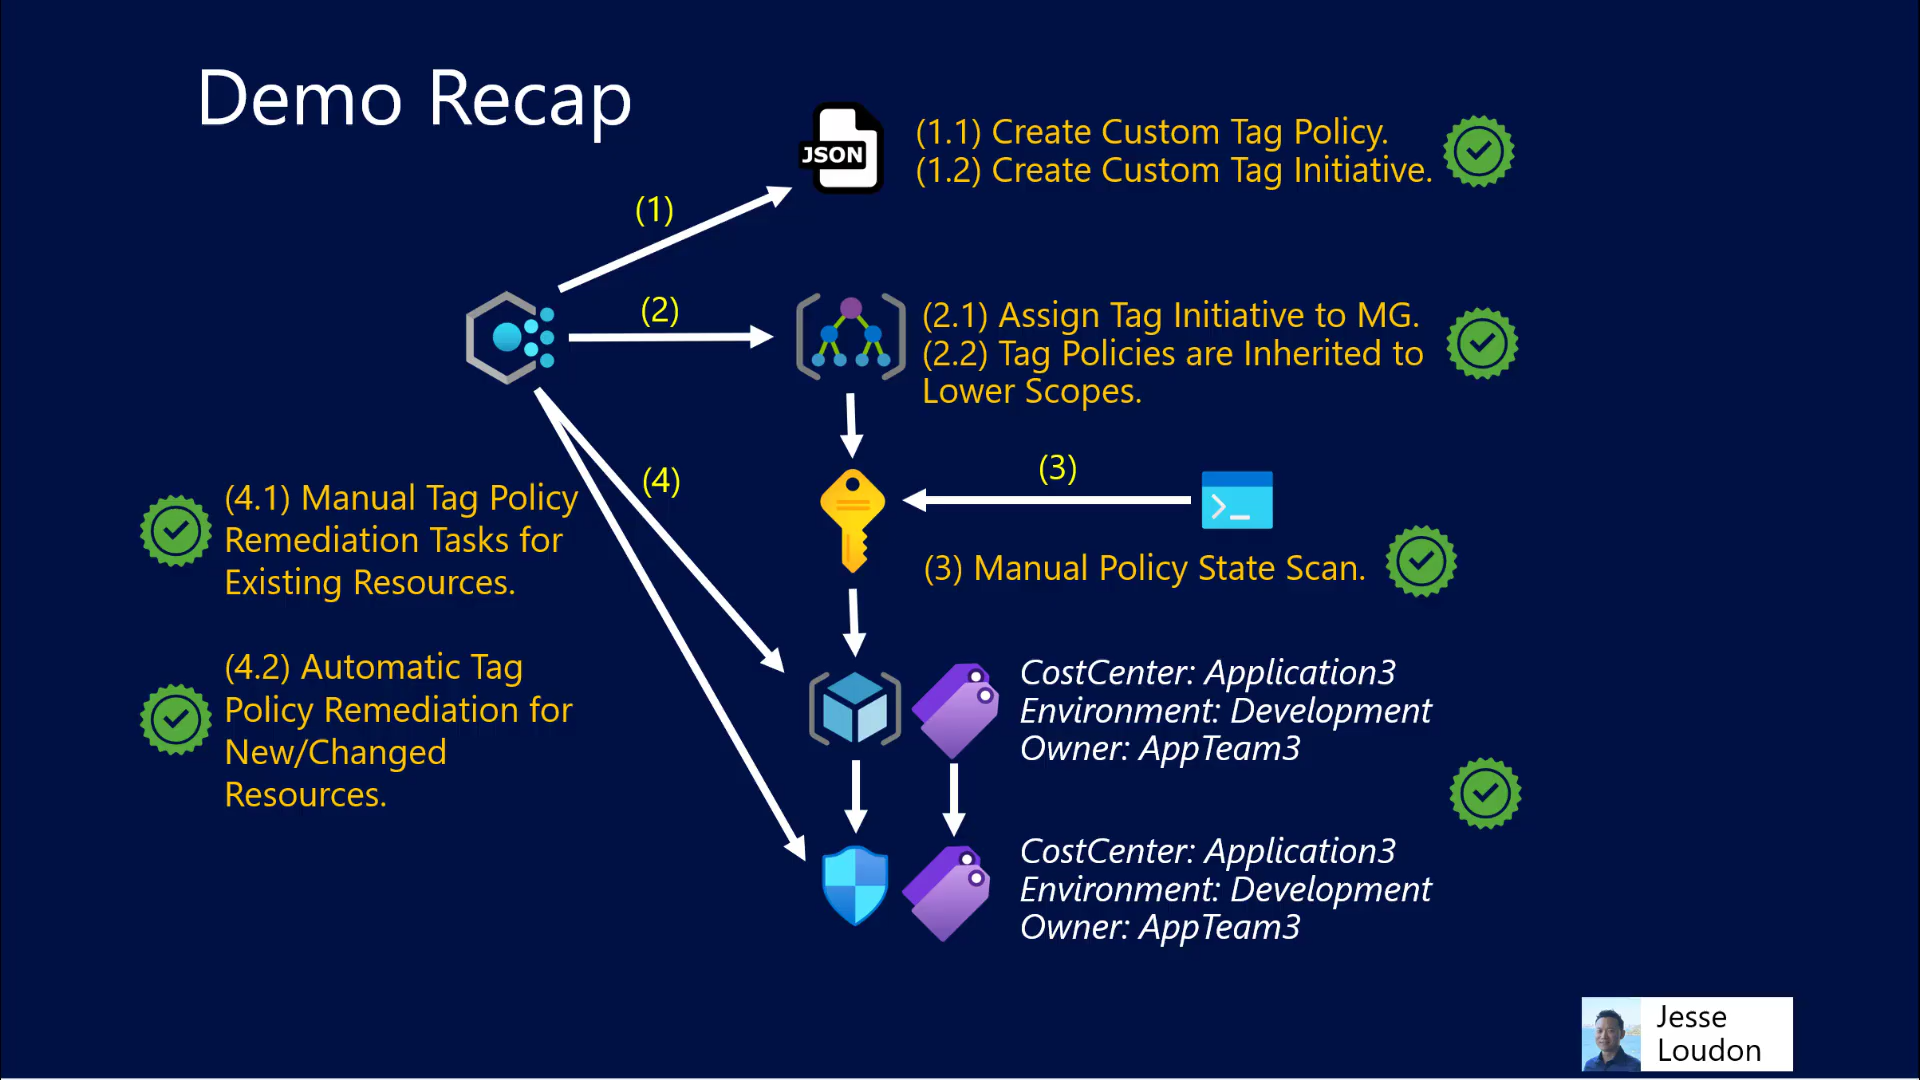 Demo Recap
JSON
(1.1) Create Custom Tag Policy.
(1.2) Create Custom Tag Initiative.
(1)
(2)
(2.1) Assign Tag Initiative to MG.
(2.2) Tag Policies are Inherited to
Lower Scopes.
(3)
(4)
(4.1) Manual Tag Policy
Remediation Tasks for
Existing Resources.
(3) Manual Policy State Scan.
(4.2) Automatic Tag
Policy Remediation for
New/Changed
Resources.
CostCenter: Application3
Environment: Development
Owner: AppTeam3
CostCenter: Application3
Environment: Development
Owner: AppTeam3
Jesse
Loudon